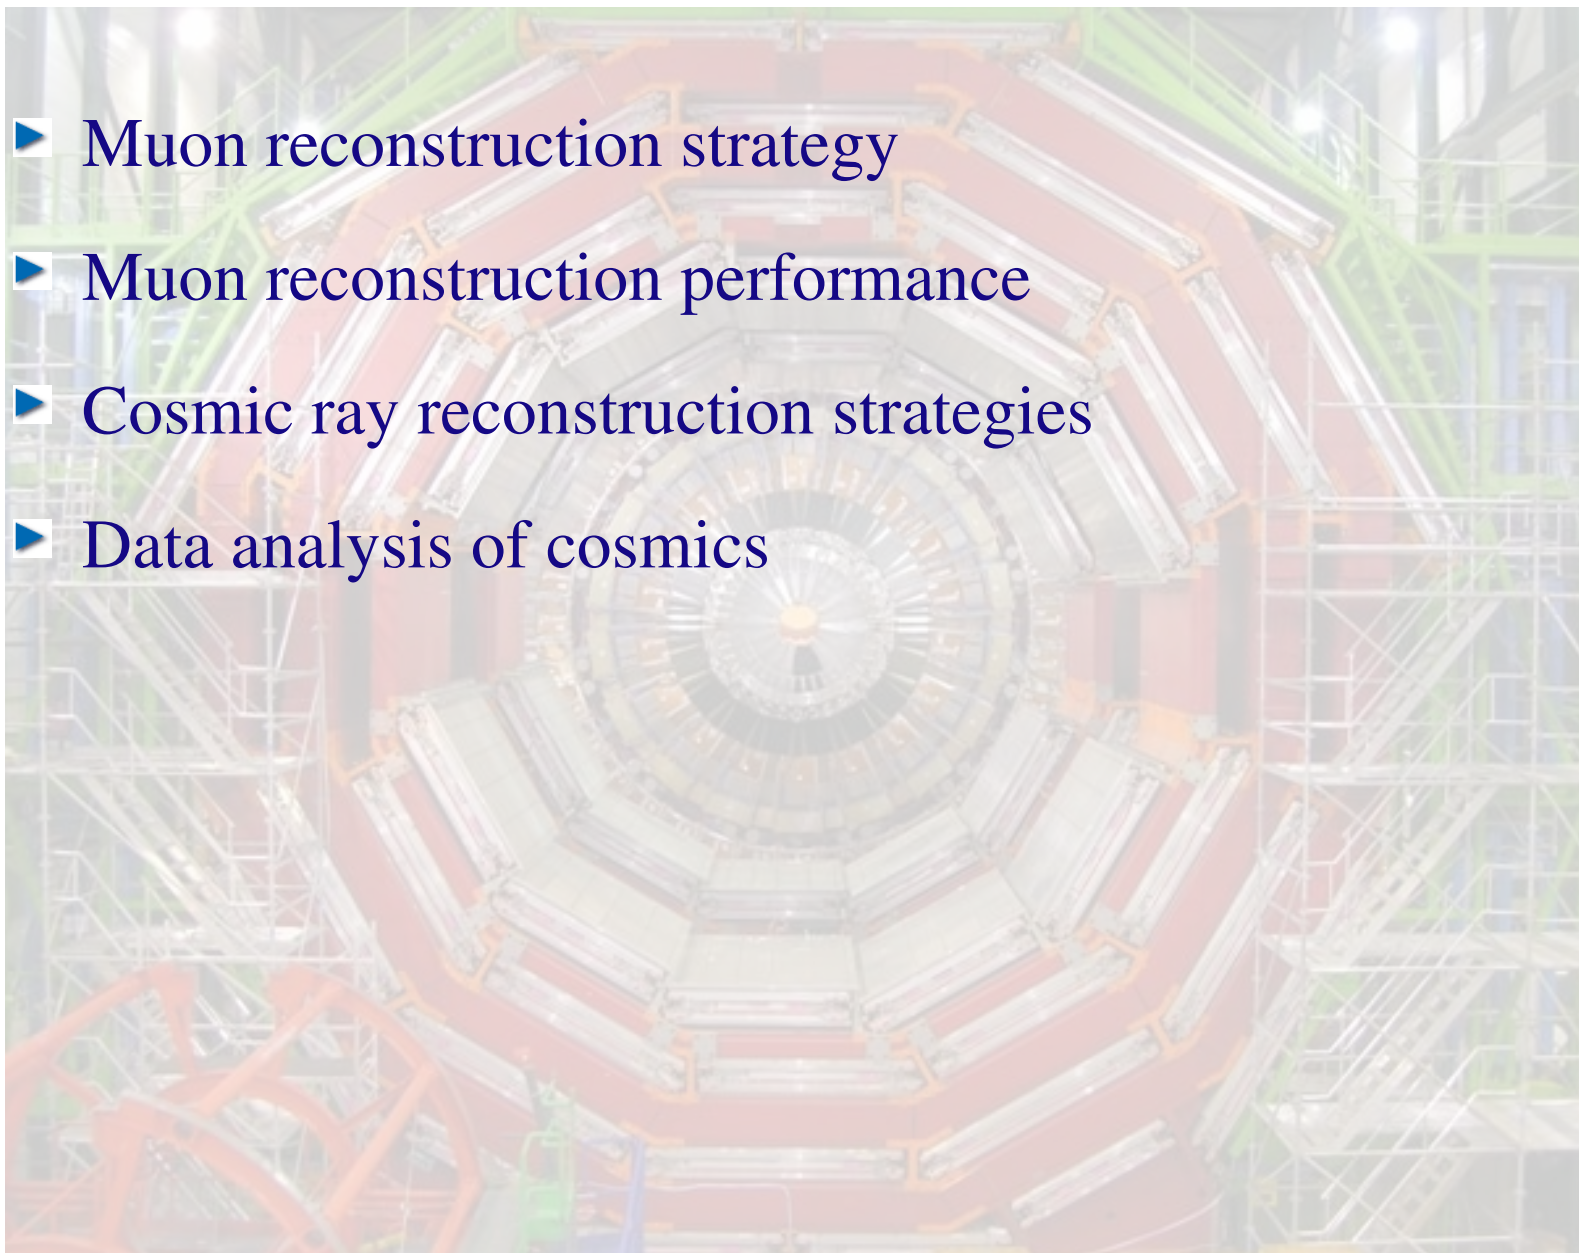 Muon reconstruction strategy
Muon reconstruction performance
Cosmic ray reconstruction strategies
Data analysis of cosmics